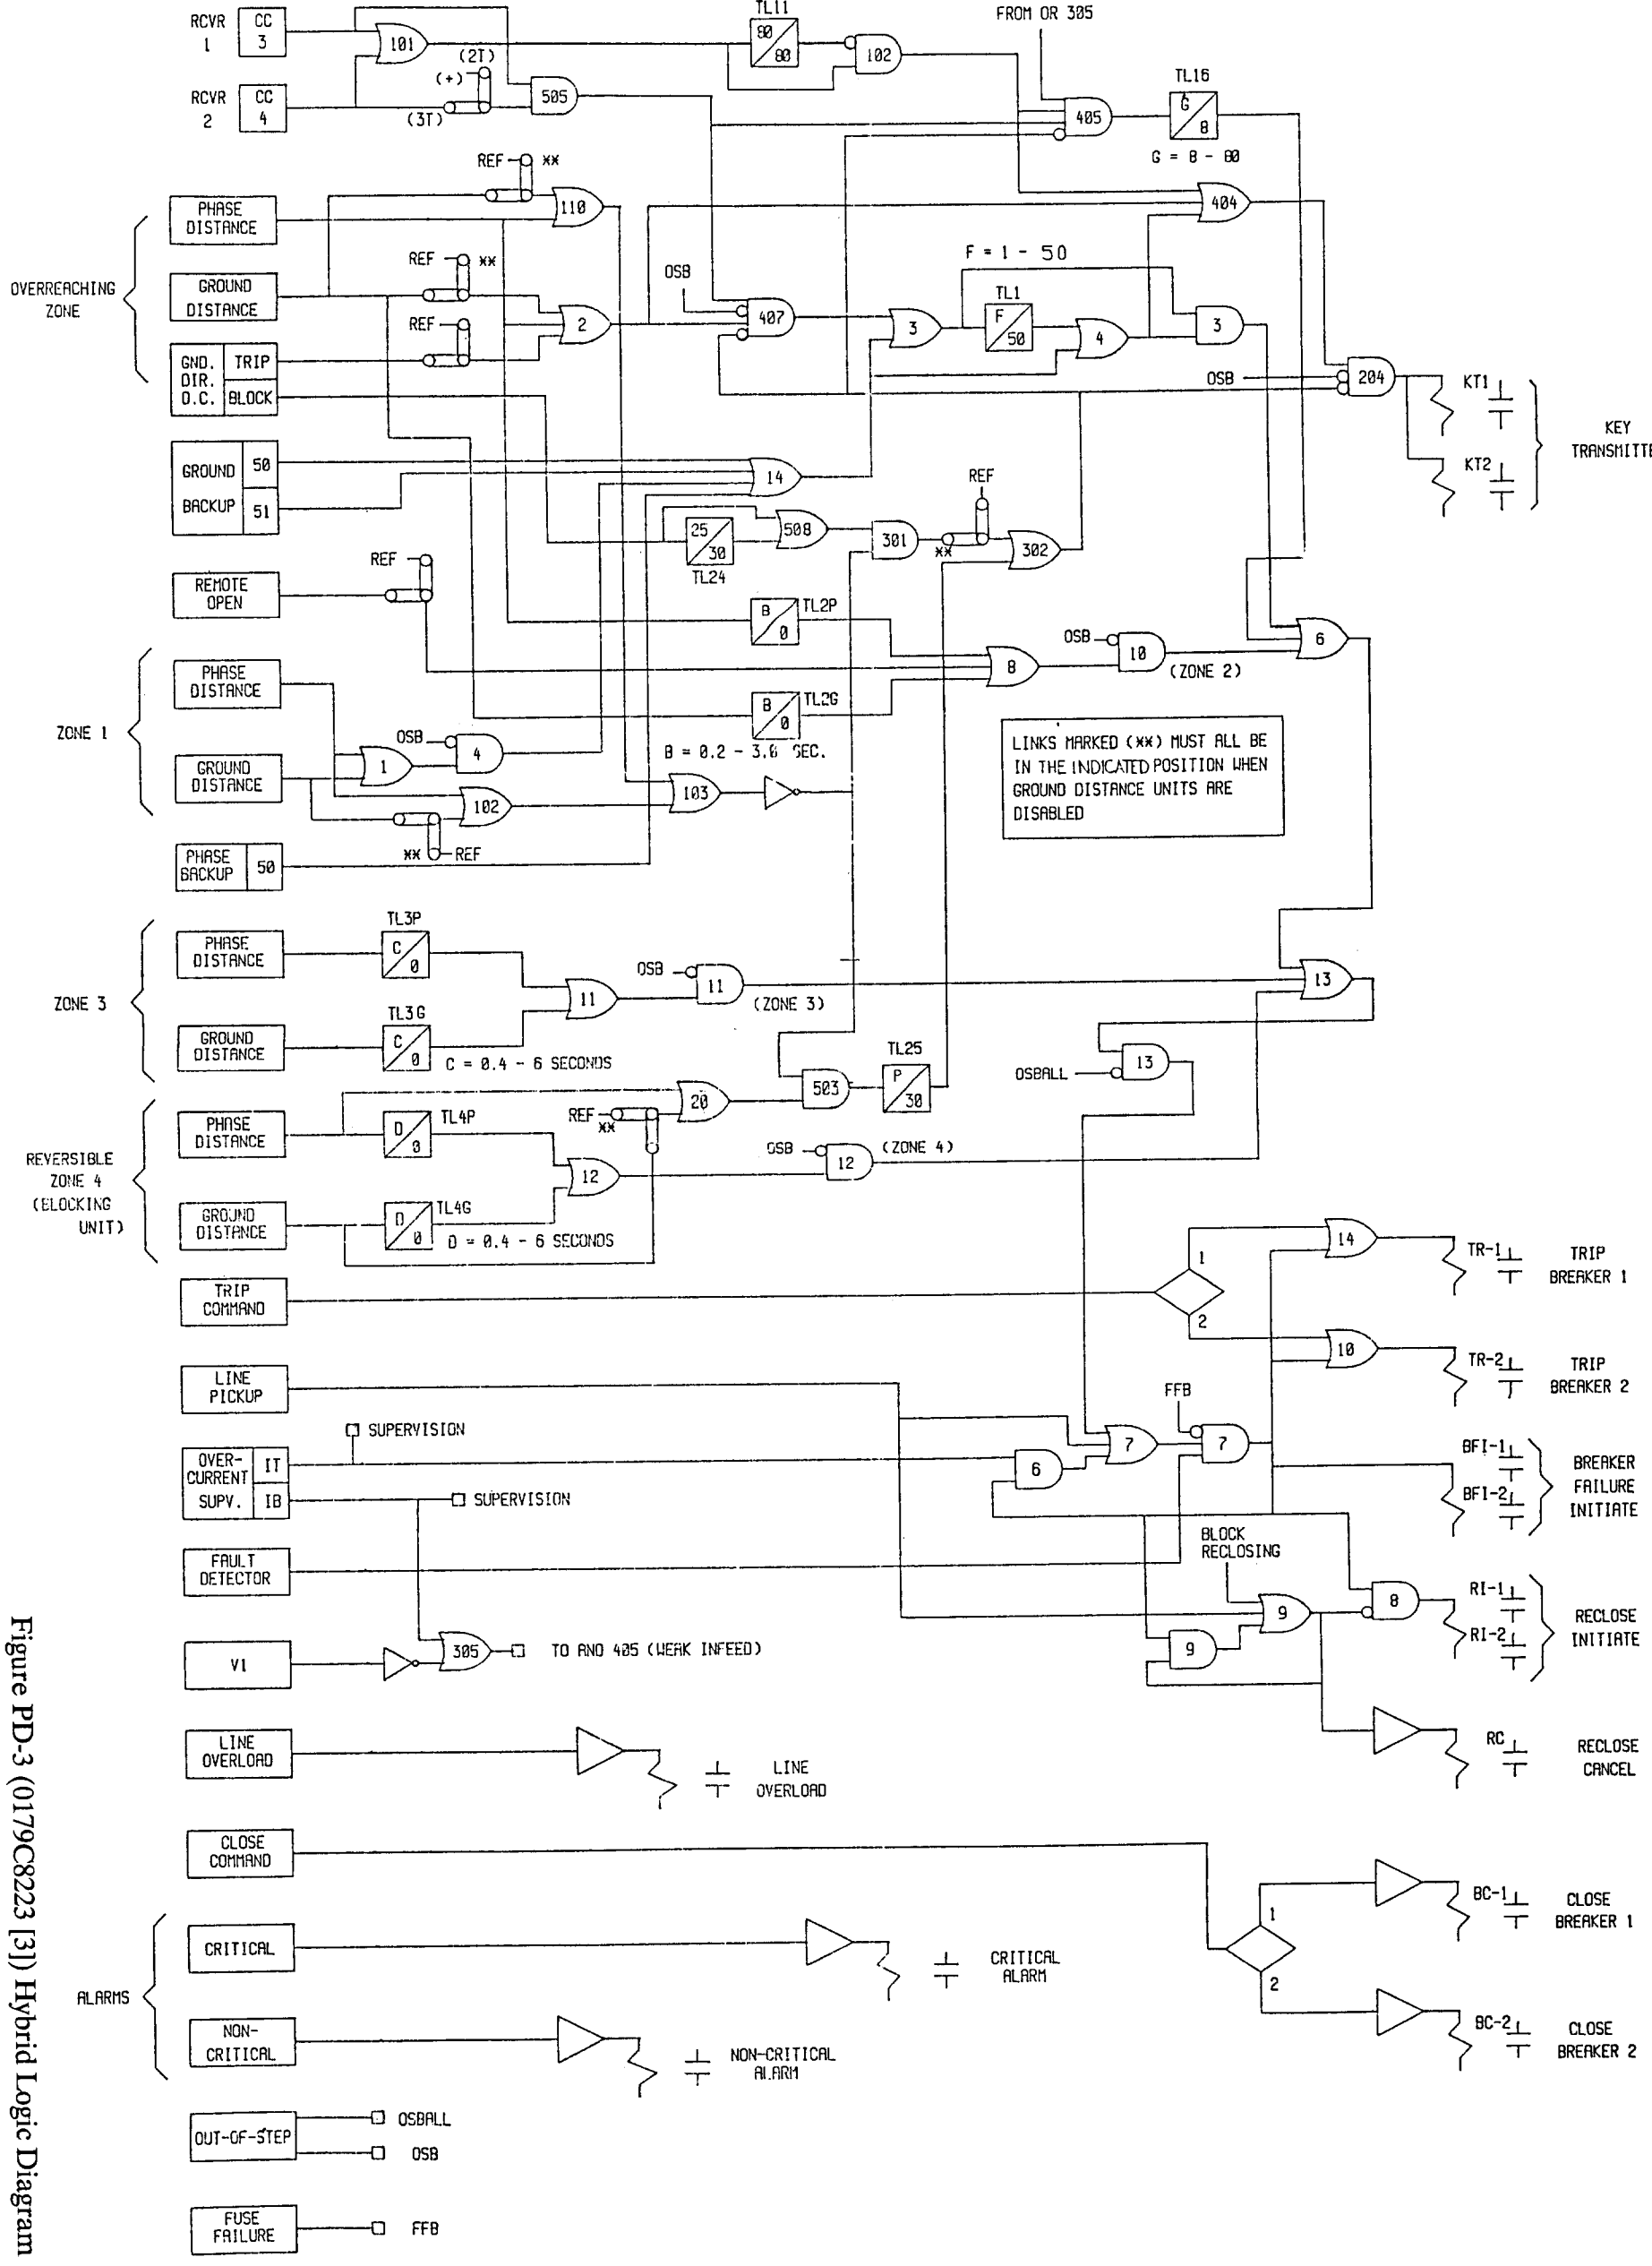 RCVR
1
CC
3
101
(2T)
(+)
(3T)
RCVR
2
CC
4
505
TL11
80
80
102
FROM OR 305
405
TL16
G
8
G = 8 - 80
REF
**
110
404
PHASE
DISTANCE
OVERREACHING
ZONE
GROUND
DISTANCE
REF
**
REF
2
OSB
407
3
F = 1 - 50
TL1
F
50
4
3
GND.
DIR.
O.C.
TRIP
BLOCK
OSB
204
KT1
KT2
KEY
TRANSMITTE
GROUND
BACKUP
50
51
14
25
30
TL24
508
301
REF
**
302
REF
REMOTE
OPEN
B
0
TL2P
8
OSB
10
(ZONE 2)
6
ZONE 1
PHASE
DISTANCE
GROUND
DISTANCE
1
OSB
4
102
** REF
B
0
TL2G
B = 0.2 - 3.0 SEC.
103
LINKS MARKED (**) MUST ALL BE
IN THE INDICATED POSITION WHEN
GROUND DISTANCE UNITS ARE
DISABLED
PHASE
BACKUP
50
ZONE 3
PHASE
DISTANCE
TL3P
C
0
GROUND
DISTANCE
TL3G
C
0
C = 0.4 - 6 SECONDS
11
OSB
11
(ZONE 3)
13
OSBALL
13
REVERSIBLE
ZONE 4
(BLOCKING
UNIT)
PHASE
DISTANCE
D
0
TL4P
GROUND
DISTANCE
D
0
TL4G
D = 0.4 - 6 SECONDS
12
REF
**
20
503
TL25
P
30
OSB
12
(ZONE 4)
TRIP
COMMAND
1
2
14
10
TR-1
TRIP
BREAKER 1
TR-2
TRIP
BREAKER 2
LINE
PICKUP
SUPERVISION
OVER-
CURRENT
SUPV.
IT
IB
SUPERVISION
6
7
FFB
7
BFI-1
BFI-2
BREAKER
FAILURE
INITIATE
FAULT
DETECTOR
BLOCK
RECLOSING
9
9
8
RI-1
RI-2
RECLOSE
INITIATE
V1
305
TO AND 405 (WEAK INFEED)
RC
RECLOSE
CANCEL
LINE
OVERLOAD
LINE
OVERLOAD
CLOSE
COMMAND
1
2
BC-1
CLOSE
BREAKER 1
BC-2
CLOSE
BREAKER 2
ALARMS
CRITICAL
CRITICAL
ALARM
NON-
CRITICAL
NON-CRITICAL
ALARM
OUT-OF-STEP
OSBALL
OSB
FUSE
FAILURE
FFB
Figure PD-3 (0179C8223 [3]) Hybrid Logic Diagram